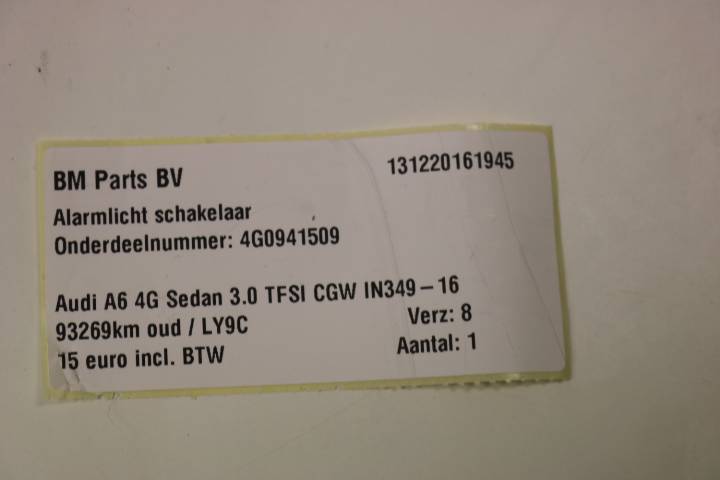 BM Parts BV 131220161945
Alarmlicht schakelaar
Onderdeelnummer: 4G0941509
Audi A6 4G Sedan 3.0 TFSI CGW IN349-16
93269km oud / LY9C Verz: 8
15 euro incl. BTW Aantal: 1